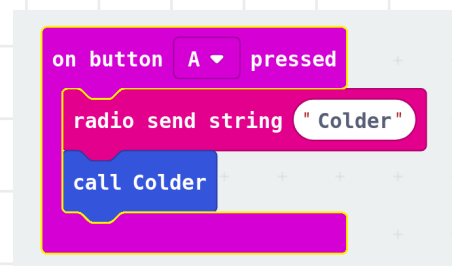 on button A pressed
radio send string "Colder"
call Colder